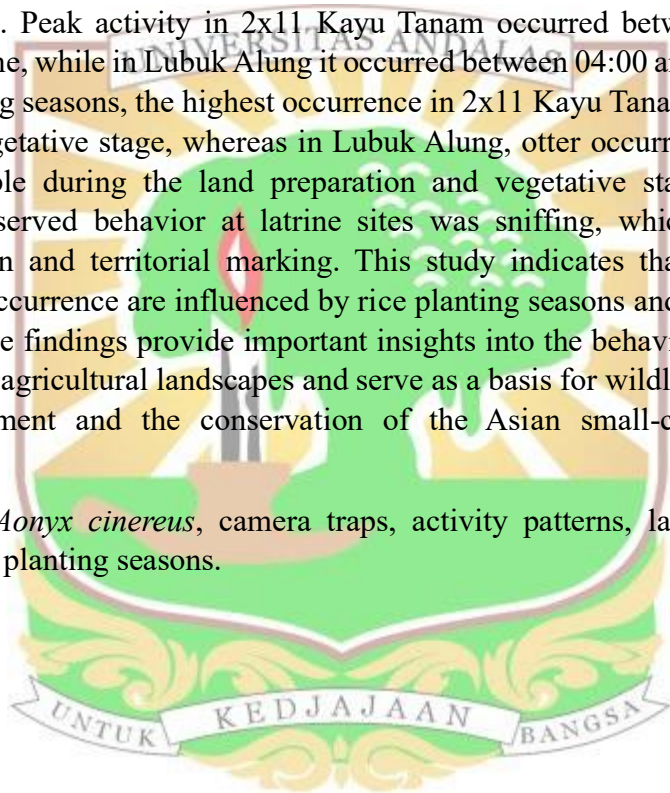 . Peak activity in 2x11 Kayu Tanam occurred betw
ne, while in Lubuk Alung it occurred between 04:00 a
g seasons, the highest occurrence in 2x11 Kayu Tana
getative stage, whereas in Lubuk Alung, otter occurr
ble during the land preparation and vegetative sta
served behavior at latrine sites was sniffing, whic
n and territorial marking. This study indicates tha
ccurrence are influenced by rice planting seasons and
e findings provide important insights into the behavi
agricultural landscapes and serve as a basis for wildl
ment and the conservation of the Asian small-c
Aonyx cinereus, camera traps, activity patterns, la
planting seasons.
UNIVERSITAS ANDALAS
UNTUK KEDJAJAAN BANGSA